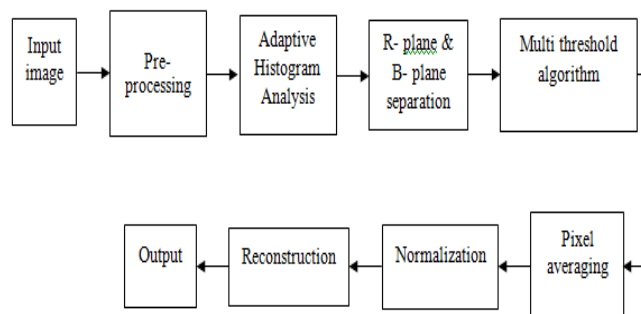 Input
image
Pre-
processing
Adaptive
Histogram
Analysis
R- plane &
B- plane
separation
Multi threshold
algorithm
Output
Reconstruction
Normalization
Pixel
averaging